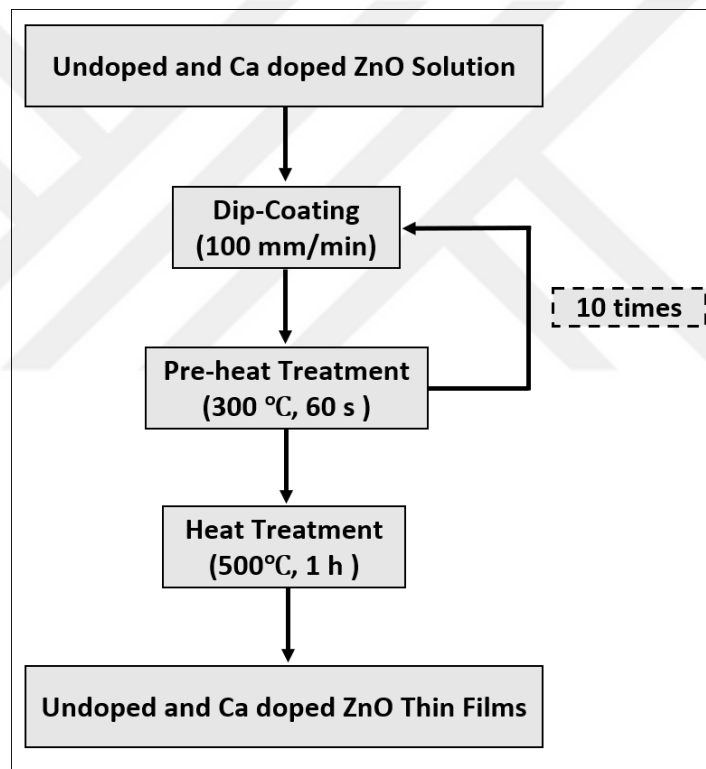 Undoped and Ca doped ZnO Solution
Dip-Coating
(100 mm/min)
10 times
Pre-heat Treatment
(300 ℃, 60 s )
Heat Treatment
(500℃, 1 h )
Undoped and Ca doped ZnO Thin Films